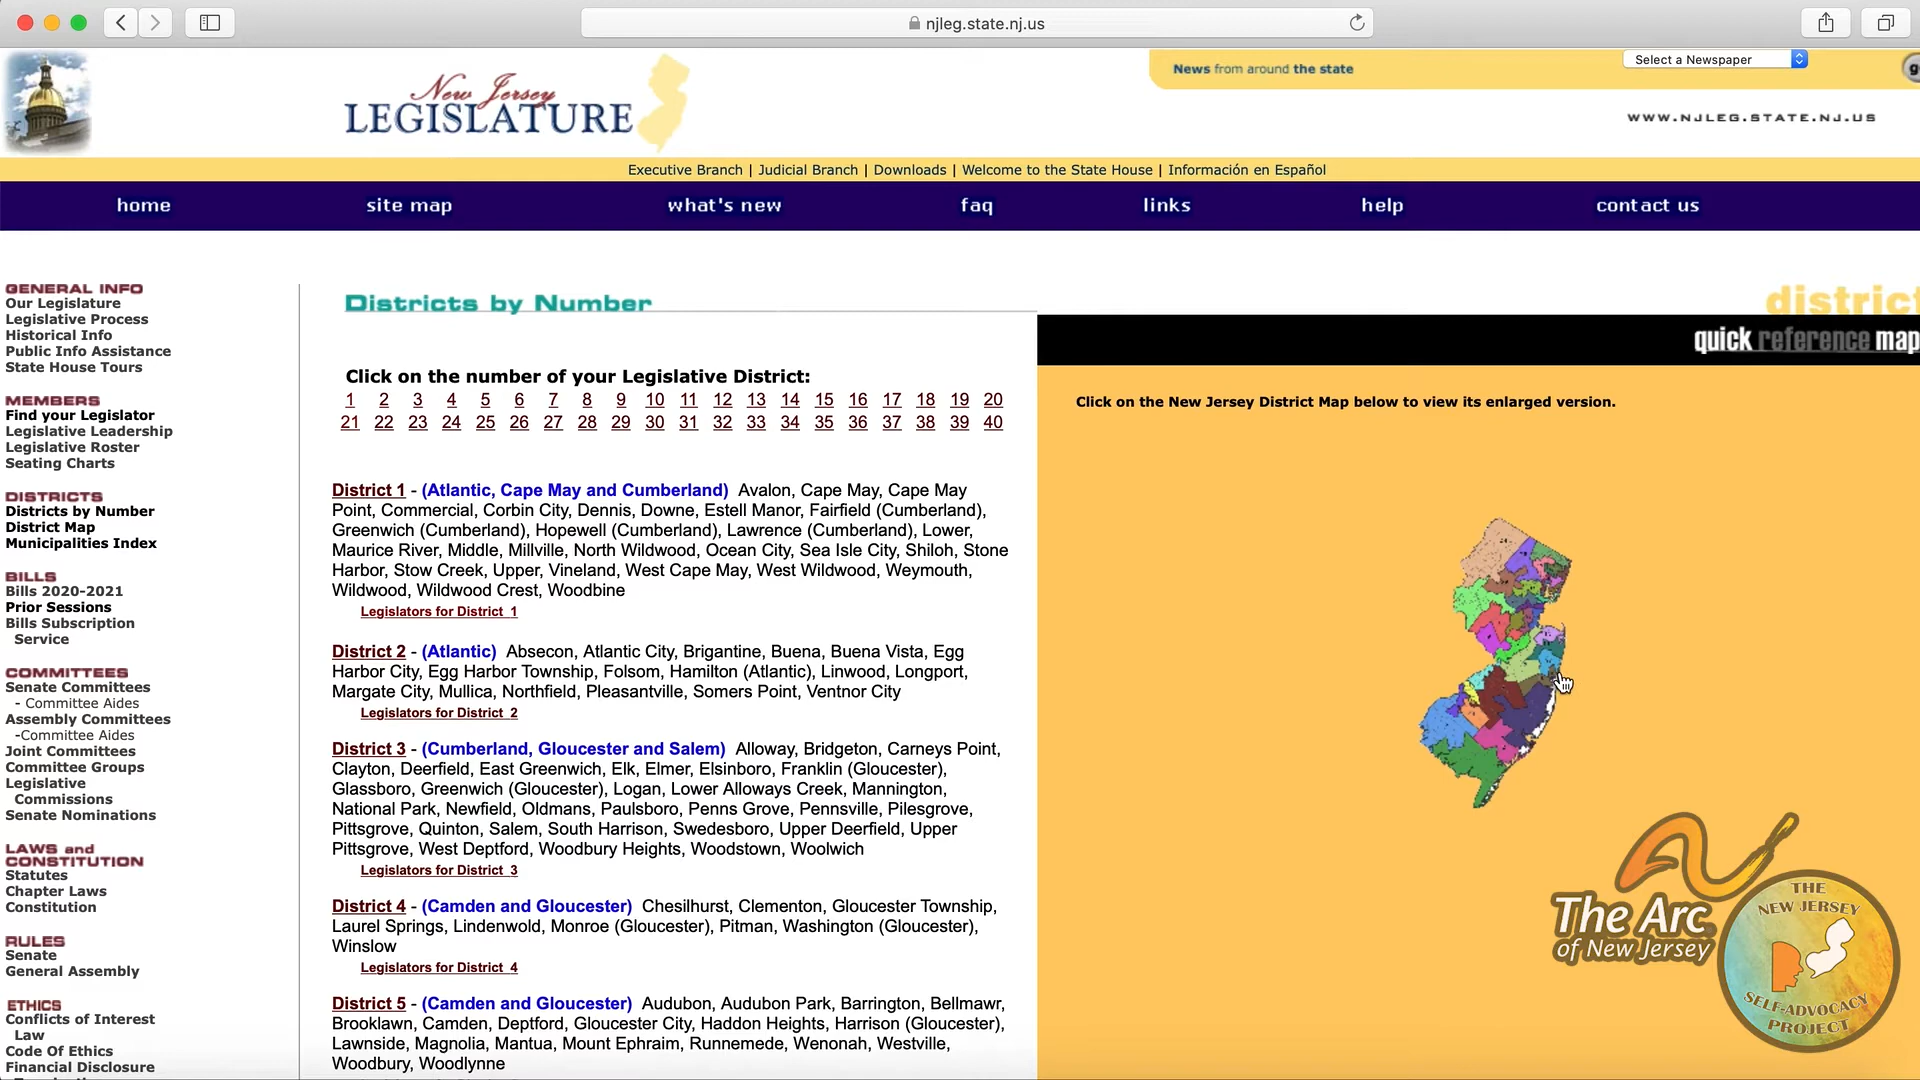 njleg.state.nj.us
News from around the state
Select a Newspaper
New Jersey
LEGISLATURE
WWW.NJLEG.STATE.NJ.US
Executive Branch | Judicial Branch | Downloads | Welcome to the State House | Información en Español
home site map what's new faq links help contact us
GENERAL INFO
Our Legislature
Legislative Process
Historical Info
Public Info Assistance
State House Tours
MEMBERS
Find your Legislator
Legislative Leadership
Legislative Roster
Seating Charts
DISTRICTS
Districts by Number
District Map
Municipalities Index
BILLS
Bills 2020-2021
Prior Sessions
Bills Subscription
Service
COMMITTEES
Senate Committees
- Committee Aides
Assembly Committees
-Committee Aides
Joint Committees
Committee Groups
Legislative
Commissions
Senate Nominations
LAWS and
CONSTITUTION
Statutes
Chapter Laws
Constitution
RULES
Senate
General Assembly
ETHICS
Conflicts of Interest
Law
Code Of Ethics
Financial Disclosure
Districts by Number
Click on the number of your Legislative District:
1 2 3 4 5 6 7 8 9 10 11 12 13 14 15 16 17 18 19 20
21 22 23 24 25 26 27 28 29 30 31 32 33 34 35 36 37 38 39 40
District 1 - (Atlantic, Cape May and Cumberland) Avalon, Cape May, Cape May
Point, Commercial, Corbin City, Dennis, Downe, Estell Manor, Fairfield (Cumberland),
Greenwich (Cumberland), Hopewell (Cumberland), Lawrence (Cumberland), Lower,
Maurice River, Middle, Millville, North Wildwood, Ocean City, Sea Isle City, Shiloh, Stone
Harbor, Stow Creek, Upper, Vineland, West Cape May, West Wildwood, Weymouth,
Wildwood, Wildwood Crest, Woodbine
Legislators for District 1
District 2 - (Atlantic) Absecon, Atlantic City, Brigantine, Buena, Buena Vista, Egg
Harbor City, Egg Harbor Township, Folsom, Hamilton (Atlantic), Linwood, Longport,
Margate City, Mullica, Northfield, Pleasantville, Somers Point, Ventnor City
Legislators for District 2
District 3 - (Cumberland, Gloucester and Salem) Alloway, Bridgeton, Carneys Point,
Clayton, Deerfield, East Greenwich, Elk, Elmer, Elsinboro, Franklin (Gloucester),
Glassboro, Greenwich (Gloucester), Logan, Lower Alloways Creek, Mannington,
National Park, Newfield, Oldmans, Paulsboro, Penns Grove, Pennsville, Pilesgrove,
Pittsgrove, Quinton, Salem, South Harrison, Swedesboro, Upper Deerfield, Upper
Pittsgrove, West Deptford, Woodbury Heights, Woodstown, Woolwich
Legislators for District 3
District 4 - (Camden and Gloucester) Chesilhurst, Clementon, Gloucester Township,
Laurel Springs, Lindenwold, Monroe (Gloucester), Pitman, Washington (Gloucester),
Winslow
Legislators for District 4
District 5 - (Camden and Gloucester) Audubon, Audubon Park, Barrington, Bellmawr,
Brooklawn, Camden, Deptford, Gloucester City, Haddon Heights, Harrison (Gloucester),
Lawnside, Magnolia, Mantua, Mount Ephraim, Runnemede, Wenonah, Westville,
Woodbury, Woodlynne
district
quick reference map
Click on the New Jersey District Map below to view its enlarged version.
The Arc
of New Jersey
THE
NEW JERSEY
SELF-ADVOCACY
PROJECT